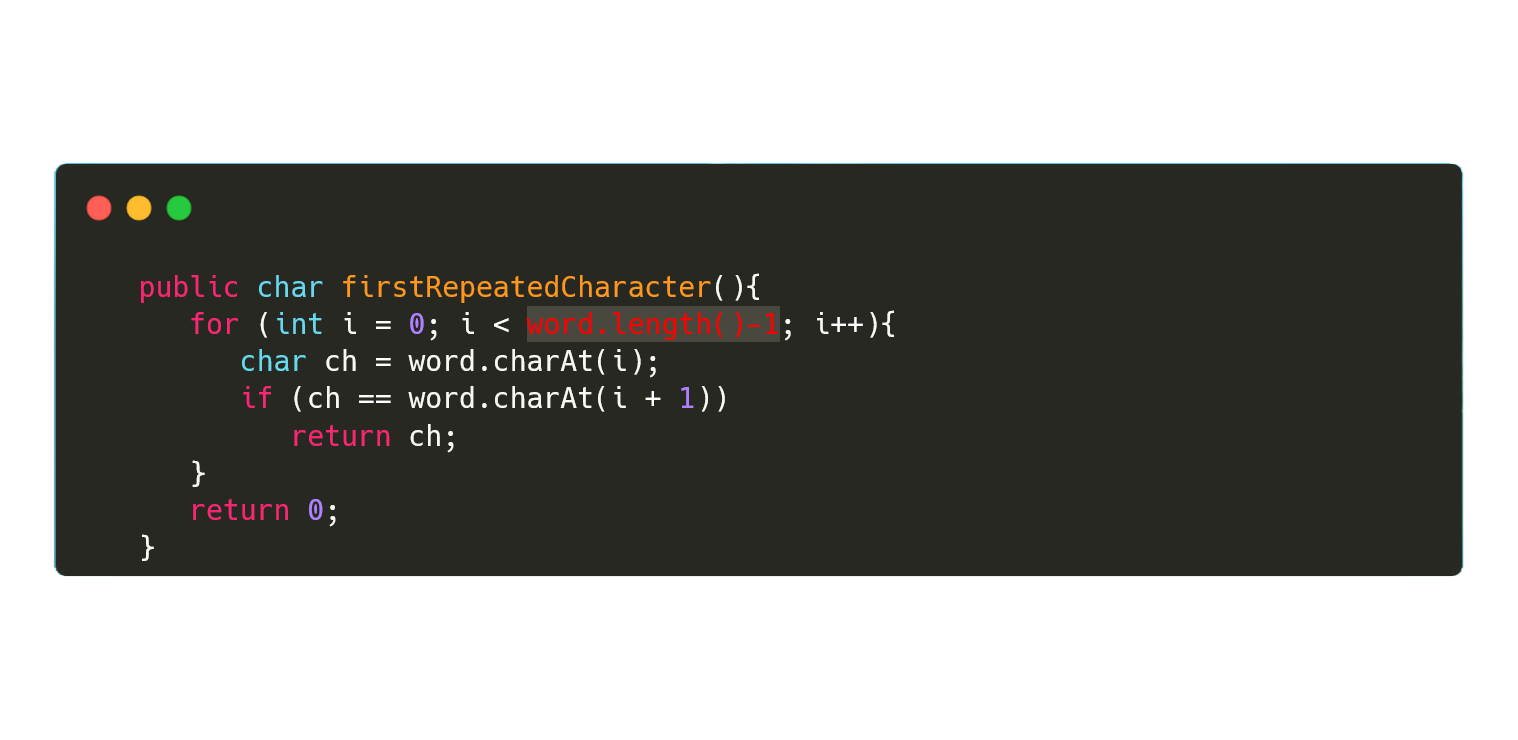 public char firstRepeatedCharacter(){
for (int i = 0; i < word.length()-1; i++){
char ch = word.charAt(i);
if (ch == word.charAt(i + 1))
return ch;
}
return 0;
}